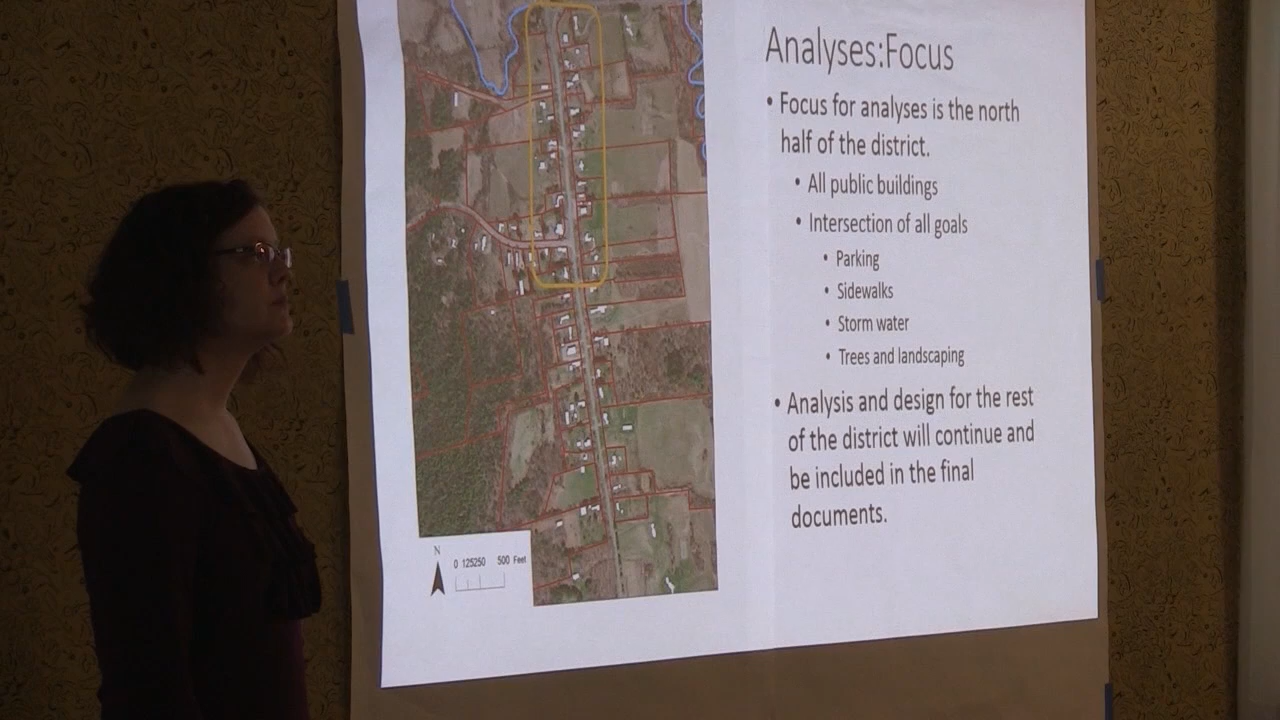 Analyses:Focus
• Focus for analyses is the north
half of the district.
• All public buildings
• Intersection of all goals
• Parking
• Sidewalks
• Storm water
• Trees and landscaping
• Analysis and design for the rest
of the district will continue and
be included in the final
documents.
N
0 125250 500 Feet